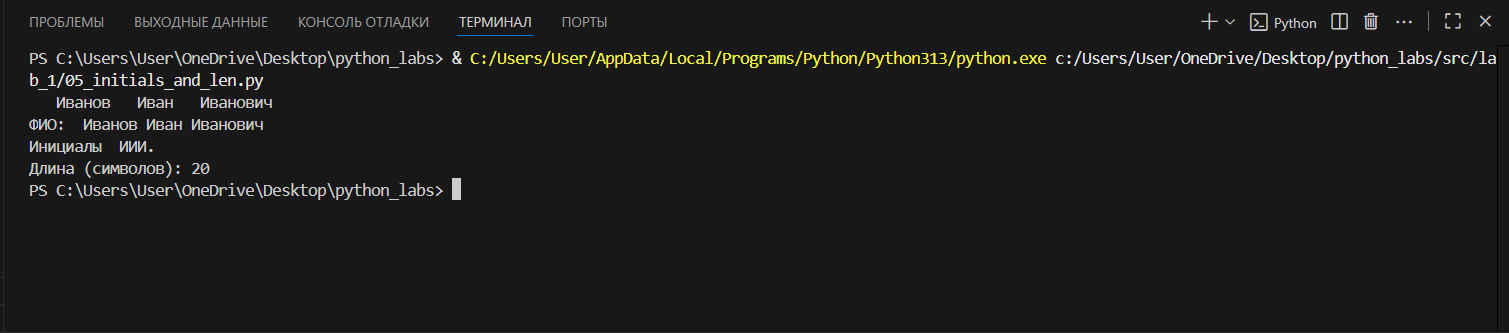 ПРОБЛЕМЫ ВЫХОДНЫЕ ДАННЫЕ КОНСОЛЬ ОТЛАДКИ ТЕРМИНАЛ ПОРТЫ Python
PS C:\Users\User\OneDrive\Desktop\python_labs> & C:/Users/User/AppData/Local/Programs/Python/Python313/python.exe c:/Users/User/OneDrive/Desktop/python_labs/src/la
b_1/05_initials_and_len.py
   Иванов   Иван   Иванович
ФИО:  Иванов Иван Иванович
Инициалы  ИИИ.
Длина (символов): 20
PS C:\Users\User\OneDrive\Desktop\python_labs>